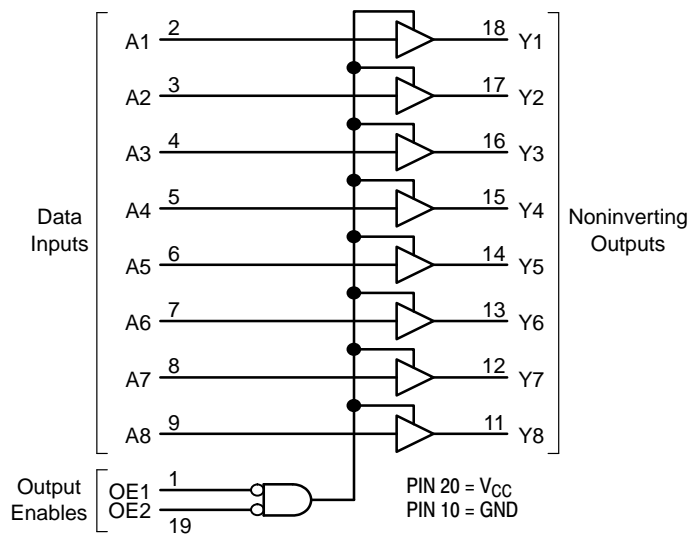 A1 2 18 Y1
A2 3 17 Y2
A3 4 16 Y3
A4 5 15 Y4
Data
Inputs
Noninverting
Outputs
A5 6 14 Y5
A6 7 13 Y6
A7 8 12 Y7
A8 9 11 Y8
Output
Enables
OE1 1
OE2 19
PIN 20 = VCC
PIN 10 = GND